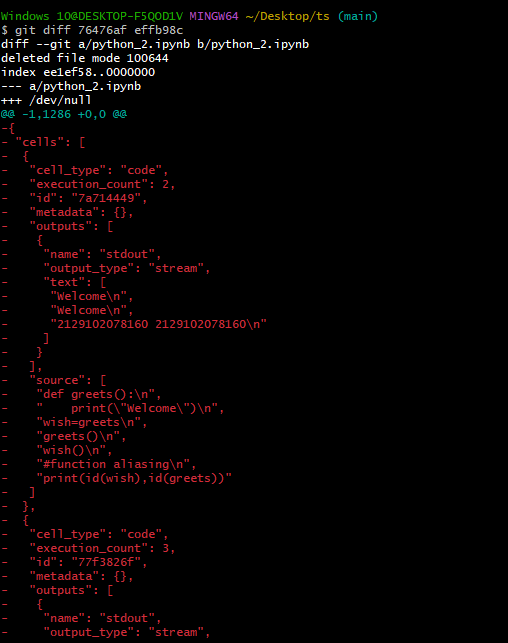 Windows 10@DESKTOP-F5QOD1V MINGW64 ~/Desktop/ts (main)
$ git diff 76476af effb98c
diff --git a/python_2.ipynb b/python_2.ipynb
deleted file mode 100644
index ee1ef58..0000000
--- a/python_2.ipynb
+++ /dev/null
@@ -1,1286 +0,0 @@
-{
- "cells": [
-  {
-   "cell_type": "code",
-   "execution_count": 2,
-   "id": "7a714449",
-   "metadata": {},
-   "outputs": [
-    {
-     "name": "stdout",
-     "output_type": "stream",
-     "text": [
-      "Welcome\n",
-      "Welcome\n",
-      "2129102078160 2129102078160\n"
-     ]
-    }
-   ],
-   "source": [
-    "def greets():\n",
-    "    print(\"Welcome\")\n",
-    "wish=greets\n",
-    "greets()\n",
-    "wish()\n",
-    "#function aliasing\n",
-    "print(id(wish),id(greets))"
-   ]
-  },
-  {
-   "cell_type": "code",
-   "execution_count": 3,
-   "id": "77f3826f",
-   "metadata": {},
-   "outputs": [
-    {
-     "name": "stdout",
-     "output_type": "stream",